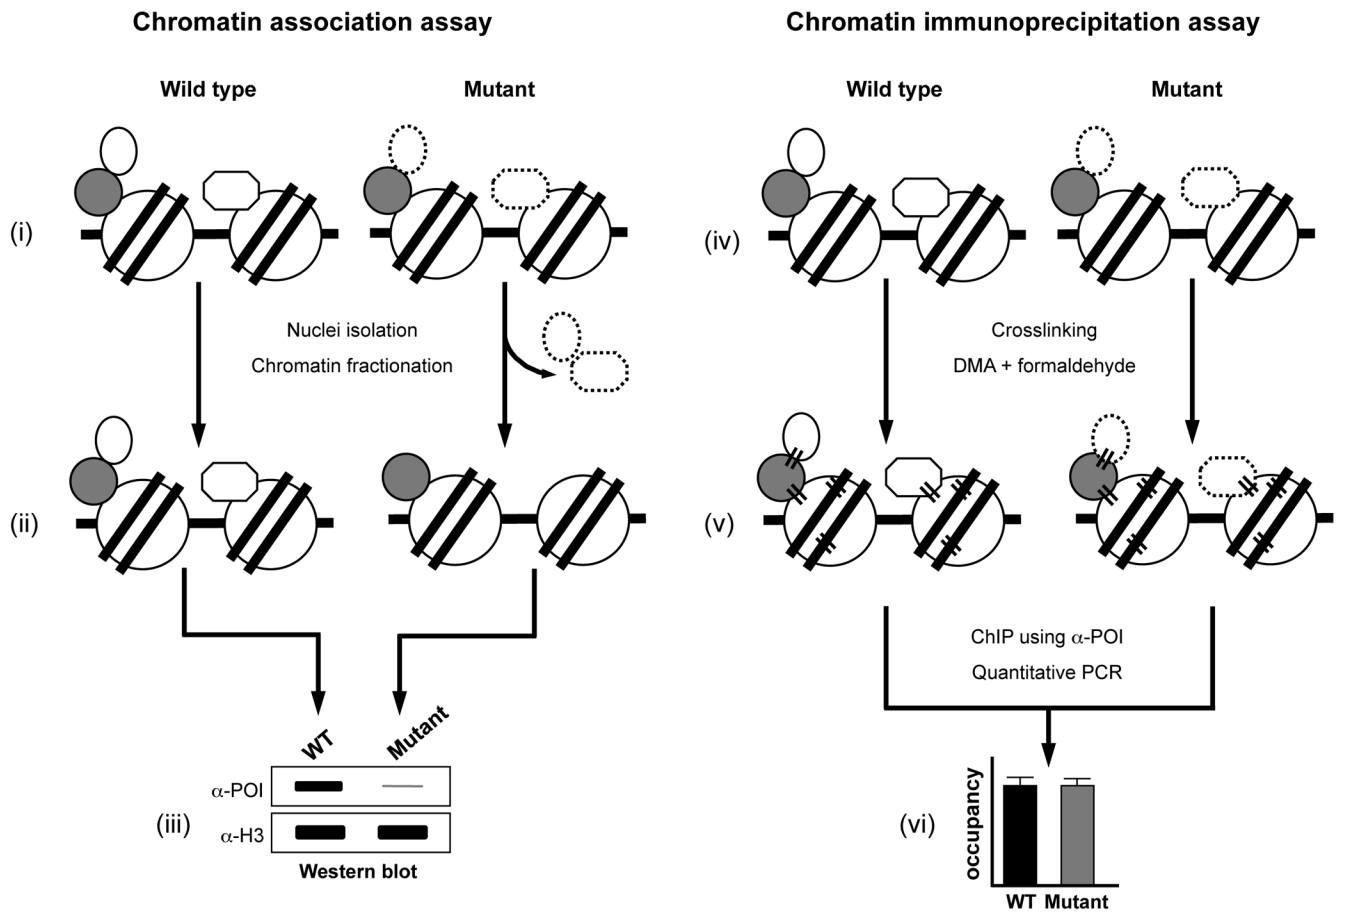 Chromatin association assay
Wild type
Mutant
(i)
Nuclei isolation
Chromatin fractionation
(ii)
WT
Mutant
α-POI
(iii)
α-H3
Western blot
Chromatin immunoprecipitation assay
Wild type
Mutant
(iv)
Crosslinking
DMA + formaldehyde
(v)
ChIP using α-POI
Quantitative PCR
(vi)
occupancy
WT
Mutant